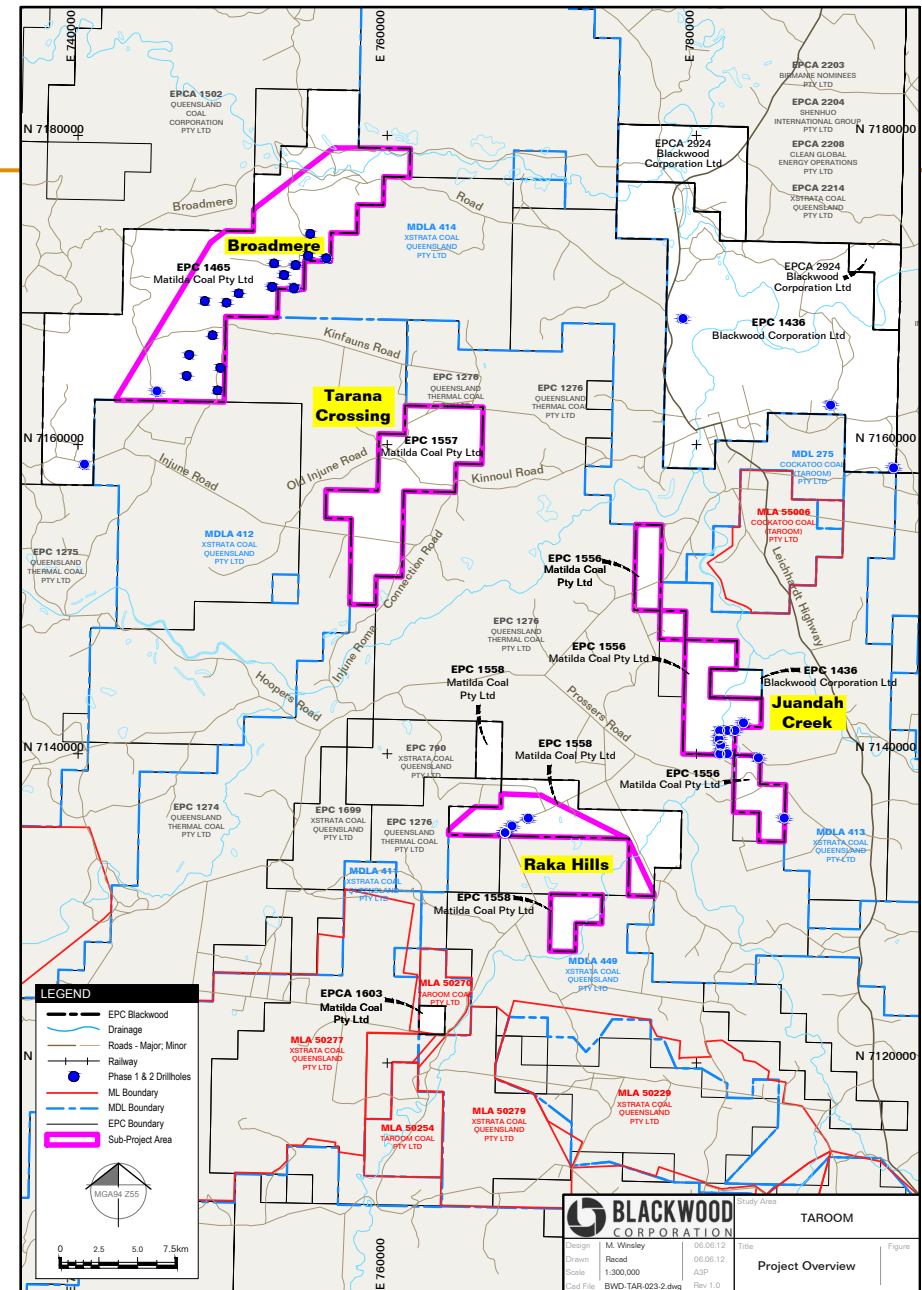 E 740000
E 760000
E 780000
EPCA 2203
BIRMANIE NOMINEES
PTY LTD
EPCA 1502
QUEENSLAND
COAL
CORPORATION
PTY LTD
EPCA 2204
SHENHUO
INTERNATIONAL GROUP
PTY LTD
N 7180000
N 7180000
EPCA 2924
Blackwood
Corporation Ltd
EPCA 2208
CLEAN GLOBAL
ENERGY OPERATIONS
PTY LTD
EPCA 2214
XSTRATA COAL
QUEENSLAND
PTY LTD
Broadmere
Road
MDLA 414
XSTRATA COAL
QUEENSLAND
PTY LTD
Broadmere
EPC 1465
Matilda Coal Pty Ltd
EPCA 2924
Blackwood
Corporation Ltd
EPC 1436
Blackwood Corporation Ltd
Kinfauns Road
EPC 1276
QUEENSLAND
THERMAL COAL
PTY LTD
EPC 1276
QUEENSLAND
THERMAL COAL
PTY LTD
Tarana
Crossing
N 7160000
N 7160000
EPC 1557
Matilda Coal Pty Ltd
Injune Road
Old Injune Road
Kinnoul Road
MDL 275
COCKATOO COAL
(TAROOM)
PTY LTD
MLA 55006
COCKATOO COAL
(TAROOM)
PTY LTD
MDLA 412
XSTRATA COAL
QUEENSLAND
PTY LTD
EPC 1275
QUEENSLAND
THERMAL COAL
PTY LTD
Injune Roma Connection Road
EPC 1556
Matilda Coal
Pty Ltd
Leichhardt Highway
EPC 1276
QUEENSLAND
THERMAL COAL
PTY LTD
EPC 1556
Matilda Coal Pty Ltd
EPC 1558
Matilda Coal
Pty Ltd
EPC 1436
Blackwood Corporation Ltd
Hoopers Road
Prossers Road
Juandah
Creek
N 7140000
N 7140000
EPC 790
XSTRATA COAL
QUEENSLAND
PTY LTD
EPC 1558
Matilda Coal Pty Ltd
EPC 1556
Matilda Coal Pty Ltd
EPC 1274
QUEENSLAND
THERMAL COAL
PTY LTD
EPC 1699
XSTRATA COAL
QUEENSLAND
PTY LTD
EPC 1276
QUEENSLAND
THERMAL COAL
PTY LTD
MDLA 413
XSTRATA COAL
QUEENSLAND
PTY LTD
Raka Hills
MDLA 411
XSTRATA COAL
QUEENSLAND
PTY LTD
EPC 1558
Matilda Coal Pty Ltd
MDLA 449
XSTRATA COAL
QUEENSLAND
PTY LTD
EPCA 1603
Matilda Coal
Pty Ltd
MLA 50270
TAROOM COAL
PTY LTD
MLA 50277
XSTRATA COAL
QUEENSLAND
PTY LTD
N
N 7120000
MLA 50229
XSTRATA COAL
QUEENSLAND
PTY LTD
MLA 50279
XSTRATA COAL
QUEENSLAND
PTY LTD
MLA 50254
TAROOM COAL
PTY LTD
LEGEND
EPC Blackwood
Drainage
Roads - Major; Minor
Railway
Phase 1 & 2 Drillholes
ML Boundary
MDL Boundary
EPC Boundary
Sub-Project Area
MGA94 Z55
0 2.5 5.0 7.5km
E 760000
BLACKWOOD
CORPORATION
Study Area
TAROOM
Design M. Winsley 06.06.12
Drawn Racad 06.06.12
Scale 1:300,000 A3P
Cad File BWD-TAR-023-2.dwg Rev 1.0
Title
Project Overview
Figure